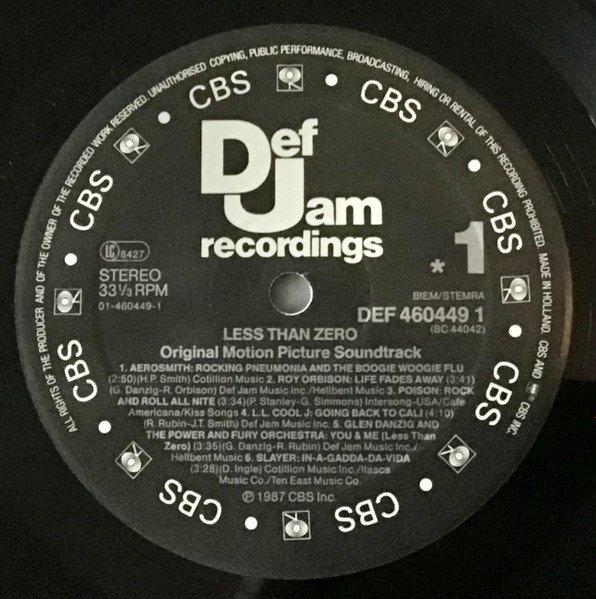 ALL RIGHTS OF THE PRODUCER AND OF THE OWNER OF THE RECORDED WORK RESERVED. UNAUTHORISED COPYING, PUBLIC PERFORMANCE, BROADCASTING, HIRING OR RENTAL OF THIS RECORDING PROHIBITED. MADE IN HOLLAND. CBS AND CBS INC.
CBS
CBS
CBS
CBS
CBS
CBS
CBS
CBS
Def
Jam
recordings
LC 8427
STEREO
33⅓ RPM
01-460449-1
* 1
BIEM/STEMRA
DEF 460449 1
(SC 44042)
LESS THAN ZERO
Original Motion Picture Soundtrack
1. AEROSMITH: ROCKING PNEUMONIA AND THE BOOGIE WOOGIE FLU
(2:50)(H.P. Smith) Cotillion Music 2. ROY ORBISON: LIFE FADES AWAY (3:41)
(G. Danzig-R. Orbison) Def Jam Music Inc./Hellbent Music 3. POISON: ROCK
AND ROLL ALL NITE (3:34)(P. Stanley-G. Simmons) Intersong-USA/Cafe
Americana/Kiss Songs 4. L.L. COOL J: GOING BACK TO CALI (4:10)
(R. Rubin-J.T. Smith) Def Jam Music Inc. 5. GLEN DANZIG AND
THE POWER AND FURY ORCHESTRA: YOU & ME (Less Than
Zero) (3:35)(G. Danzig-R. Rubin) Def Jam Music Inc./
Hellbent Music 6. SLAYER: IN-A-GADDA-DA-VIDA
(3:28)(D. Ingle) Cotillion Music Inc./Itasca
Music Co./Ten East Music Co.
℗ 1987 CBS Inc.